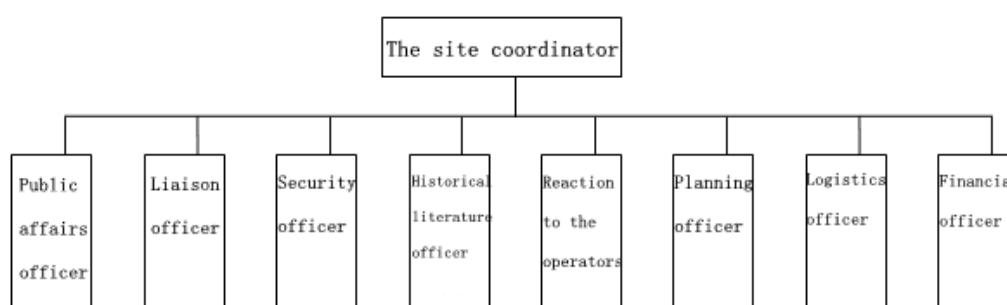 The site coordinator
Public
affairs
officer
Liaison
officer
Security
officer
Historical
literature
officer
Reaction
to the
operators
Planning
officer
Logistics
officer
Financia
officer